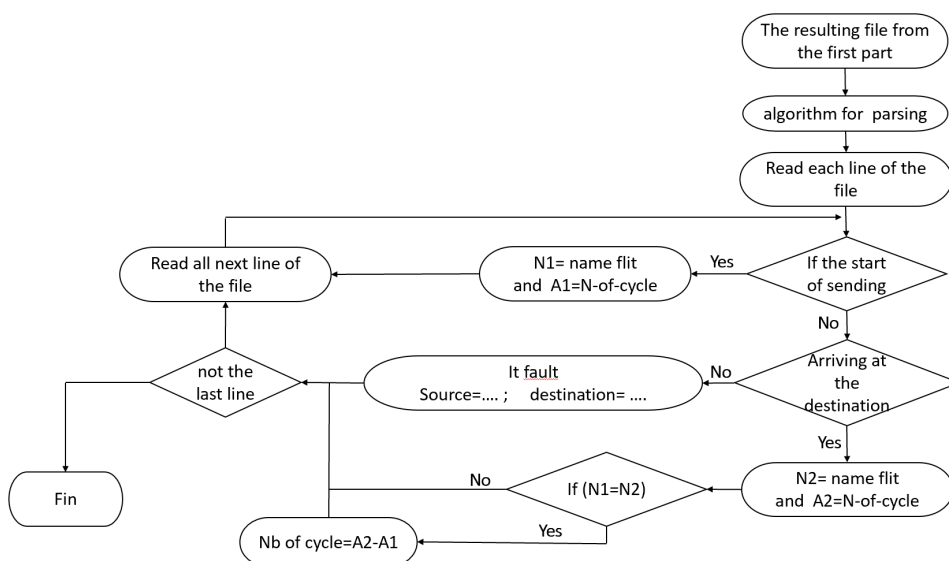 The resulting file from
the first part
algorithm for parsing
Read each line of the
file
If the start
of sending
Yes
N1= name flit
and A1=N-of-cycle
Read all next line of
the file
No
Arriving at
the
destination
No
It fault
Source=.... ; destination= ....
not the
last line
Fin
Yes
N2= name flit
and A2=N-of-cycle
If (N1=N2)
No
Yes
Nb of cycle=A2-A1